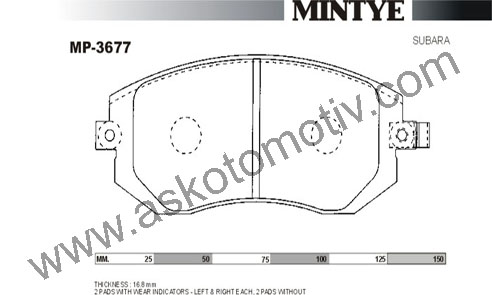 MINTYE
MP-3677
SUBARA
www.askotomotiv.com
MM. 25 50 75 100 125 150
THICKNESS : 16.8 mm
2 PADS WITH WEAR INDICATORS - LEFT & RIGHT EACH, 2 PADS WITHOUT